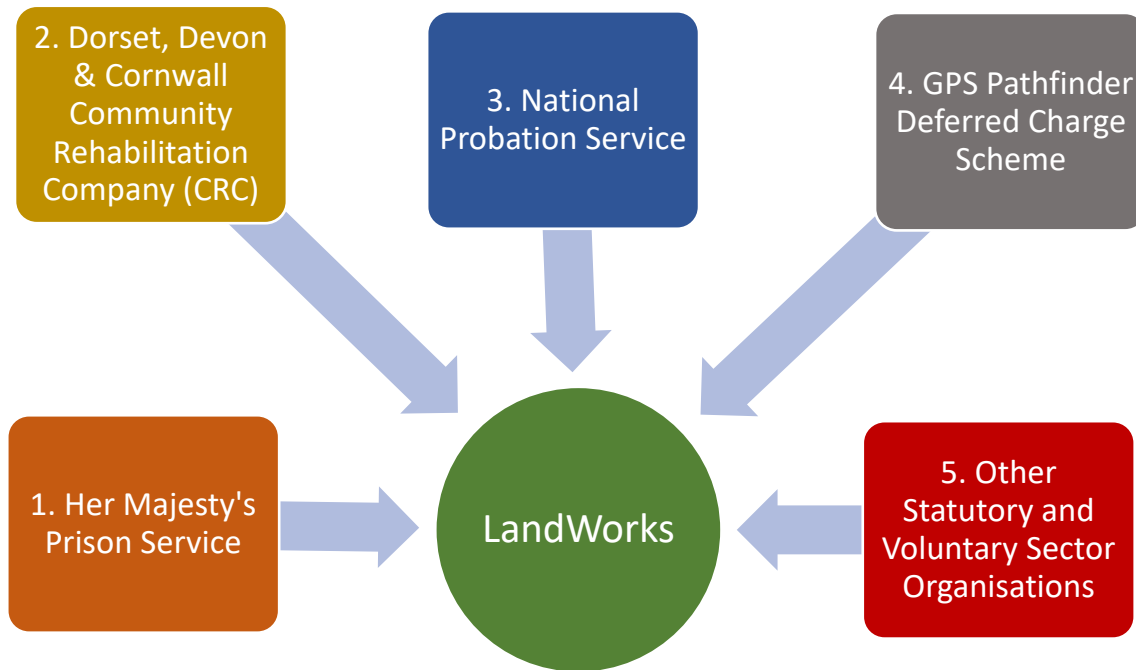 2. Dorset, Devon
& Cornwall
Community
Rehabilitation
Company (CRC)
3. National
Probation Service
4. GPS Pathfinder
Deferred Charge
Scheme
1. Her Majesty's
Prison Service
LandWorks
5. Other
Statutory and
Voluntary Sector
Organisations